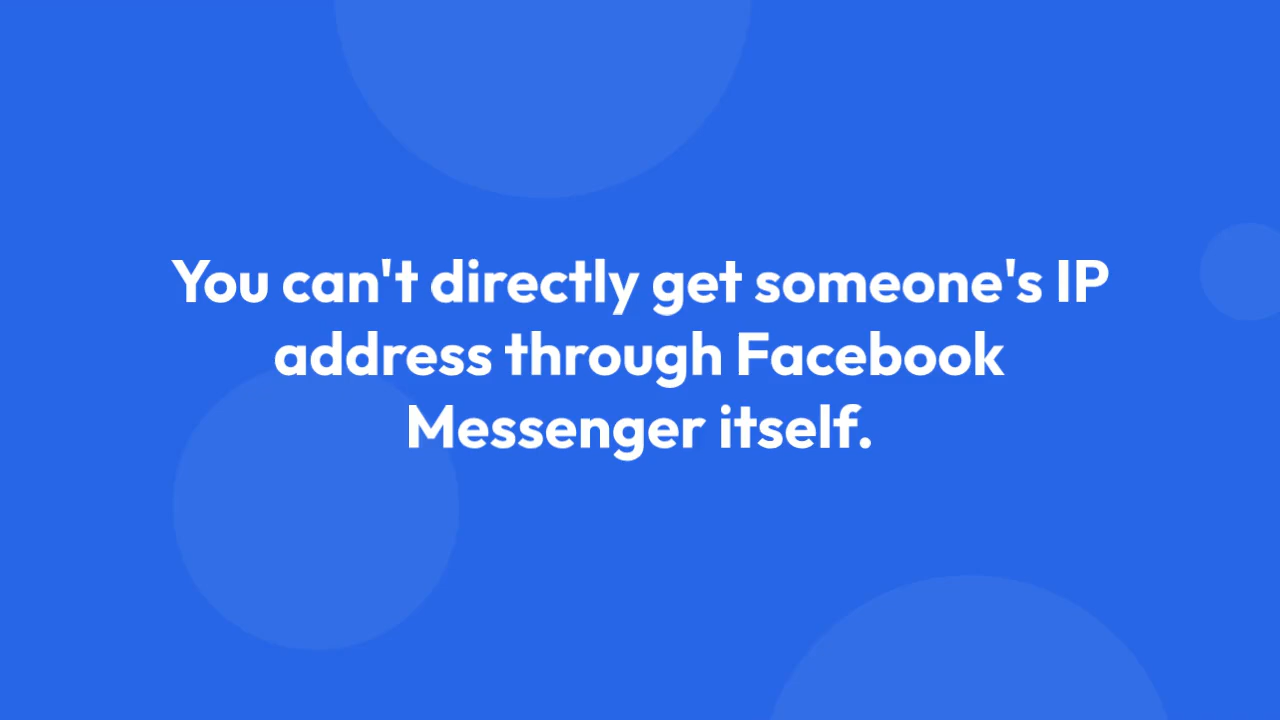 You can't directly get someone's IP
address through Facebook
Messenger itself.